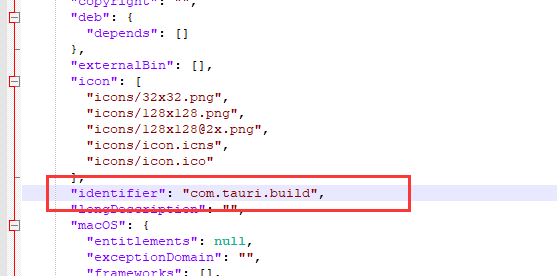 "copyright": "",
"deb": {
"depends": []
},
"externalBin": [],
"icon": [
"icons/32x32.png",
"icons/128x128.png",
"icons/128x128@2x.png",
"icons/icon.icns",
"icons/icon.ico"
],
"identifier": "com.tauri.build",
"longDescription": "",
"macOS": {
"entitlements": null,
"exceptionDomain": "",
"frameworks": [],